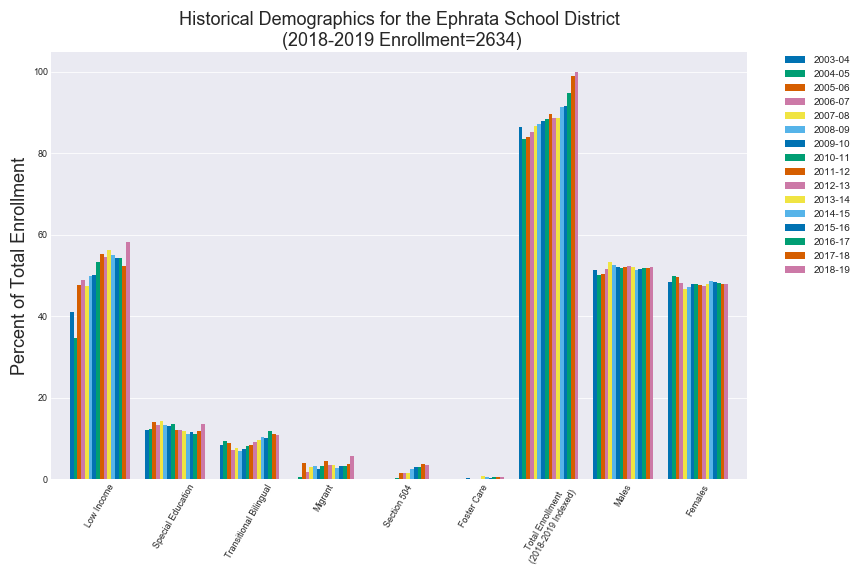 Historical Demographics for the Ephrata School District
(2018-2019 Enrollment=2634)
Percent of Total Enrollment
100
80
60
40
20
0
Low Income
Special Education
Transitional Bilingual
Migrant
Section 504
Foster Care
Total Enrollment
(2018-2019 Indexed)
Males
Females
2003-04
2004-05
2005-06
2006-07
2007-08
2008-09
2009-10
2010-11
2011-12
2012-13
2013-14
2014-15
2015-16
2016-17
2017-18
2018-19